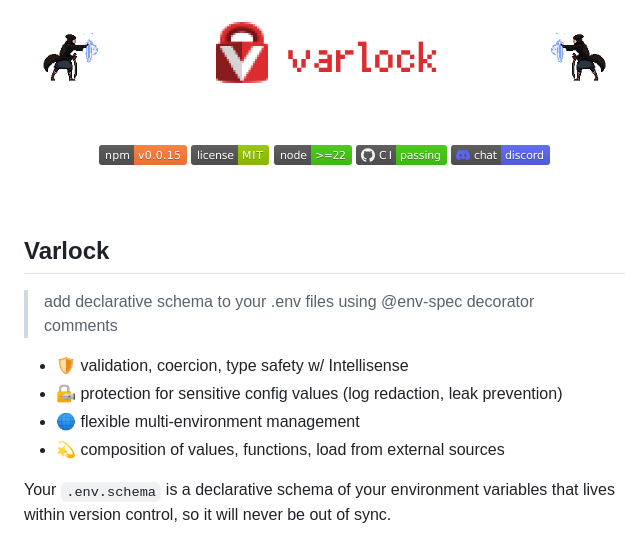 varlock
npm v0.0.15 license MIT node >=22 CI passing chat discord
Varlock
add declarative schema to your .env files using @env-spec decorator
comments
validation, coercion, type safety w/ Intellisense
protection for sensitive config values (log redaction, leak prevention)
flexible multi-environment management
composition of values, functions, load from external sources
Your .env.schema is a declarative schema of your environment variables that lives
within version control, so it will never be out of sync.